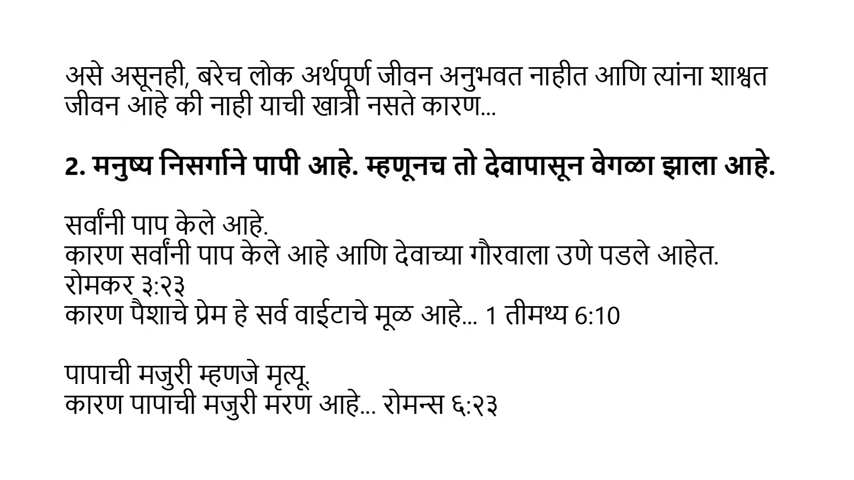 असे असूनही, बरेच लोक अर्थपूर्ण जीवन अनुभवत नाहीत आणि त्यांना शाश्वत
जीवन आहे की नाही याची खात्री नसते कारण...
2. मनुष्य निसर्गाने पापी आहे. म्हणूनच तो देवापासून वेगळा झाला आहे.
सर्वांनी पाप केले आहे.
कारण सर्वांनी पाप केले आहे आणि देवाच्या गौरवाला उणे पडले आहेत.
रोमकर ३:२३
कारण पैशाचे प्रेम हे सर्व वाईटाचे मूळ आहे... 1 तीमथ्य 6:10
पापाची मजुरी म्हणजे मृत्यू.
कारण पापाची मजुरी मरण आहे... रोमन्स ६:२३